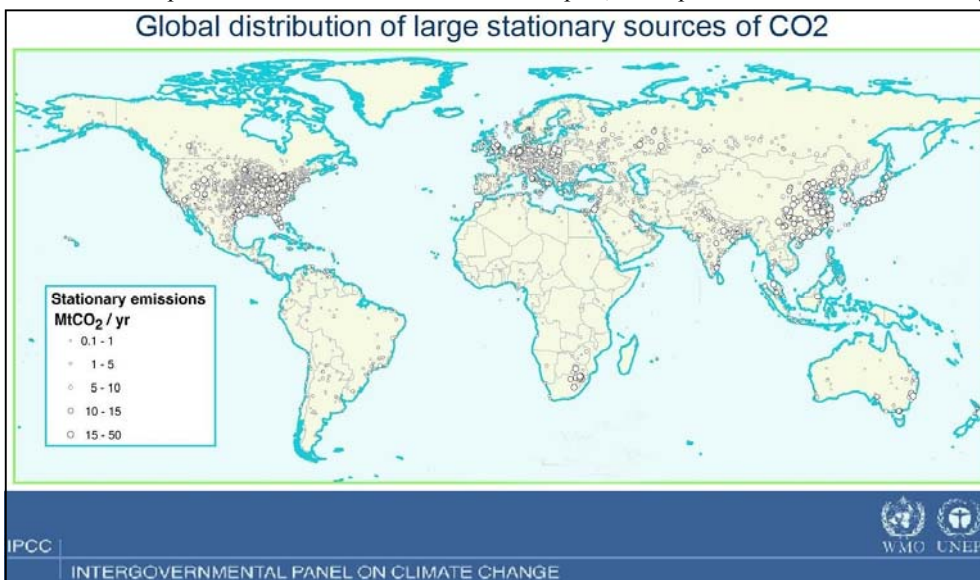 Global distribution of large stationary sources of CO2
Stationary emissions
MtCO2 / yr
0.1 - 1
1 - 5
5 - 10
10 - 15
15 - 50
IPCC
WMO UNEP
INTERGOVERNMENTAL PANEL ON CLIMATE CHANGE